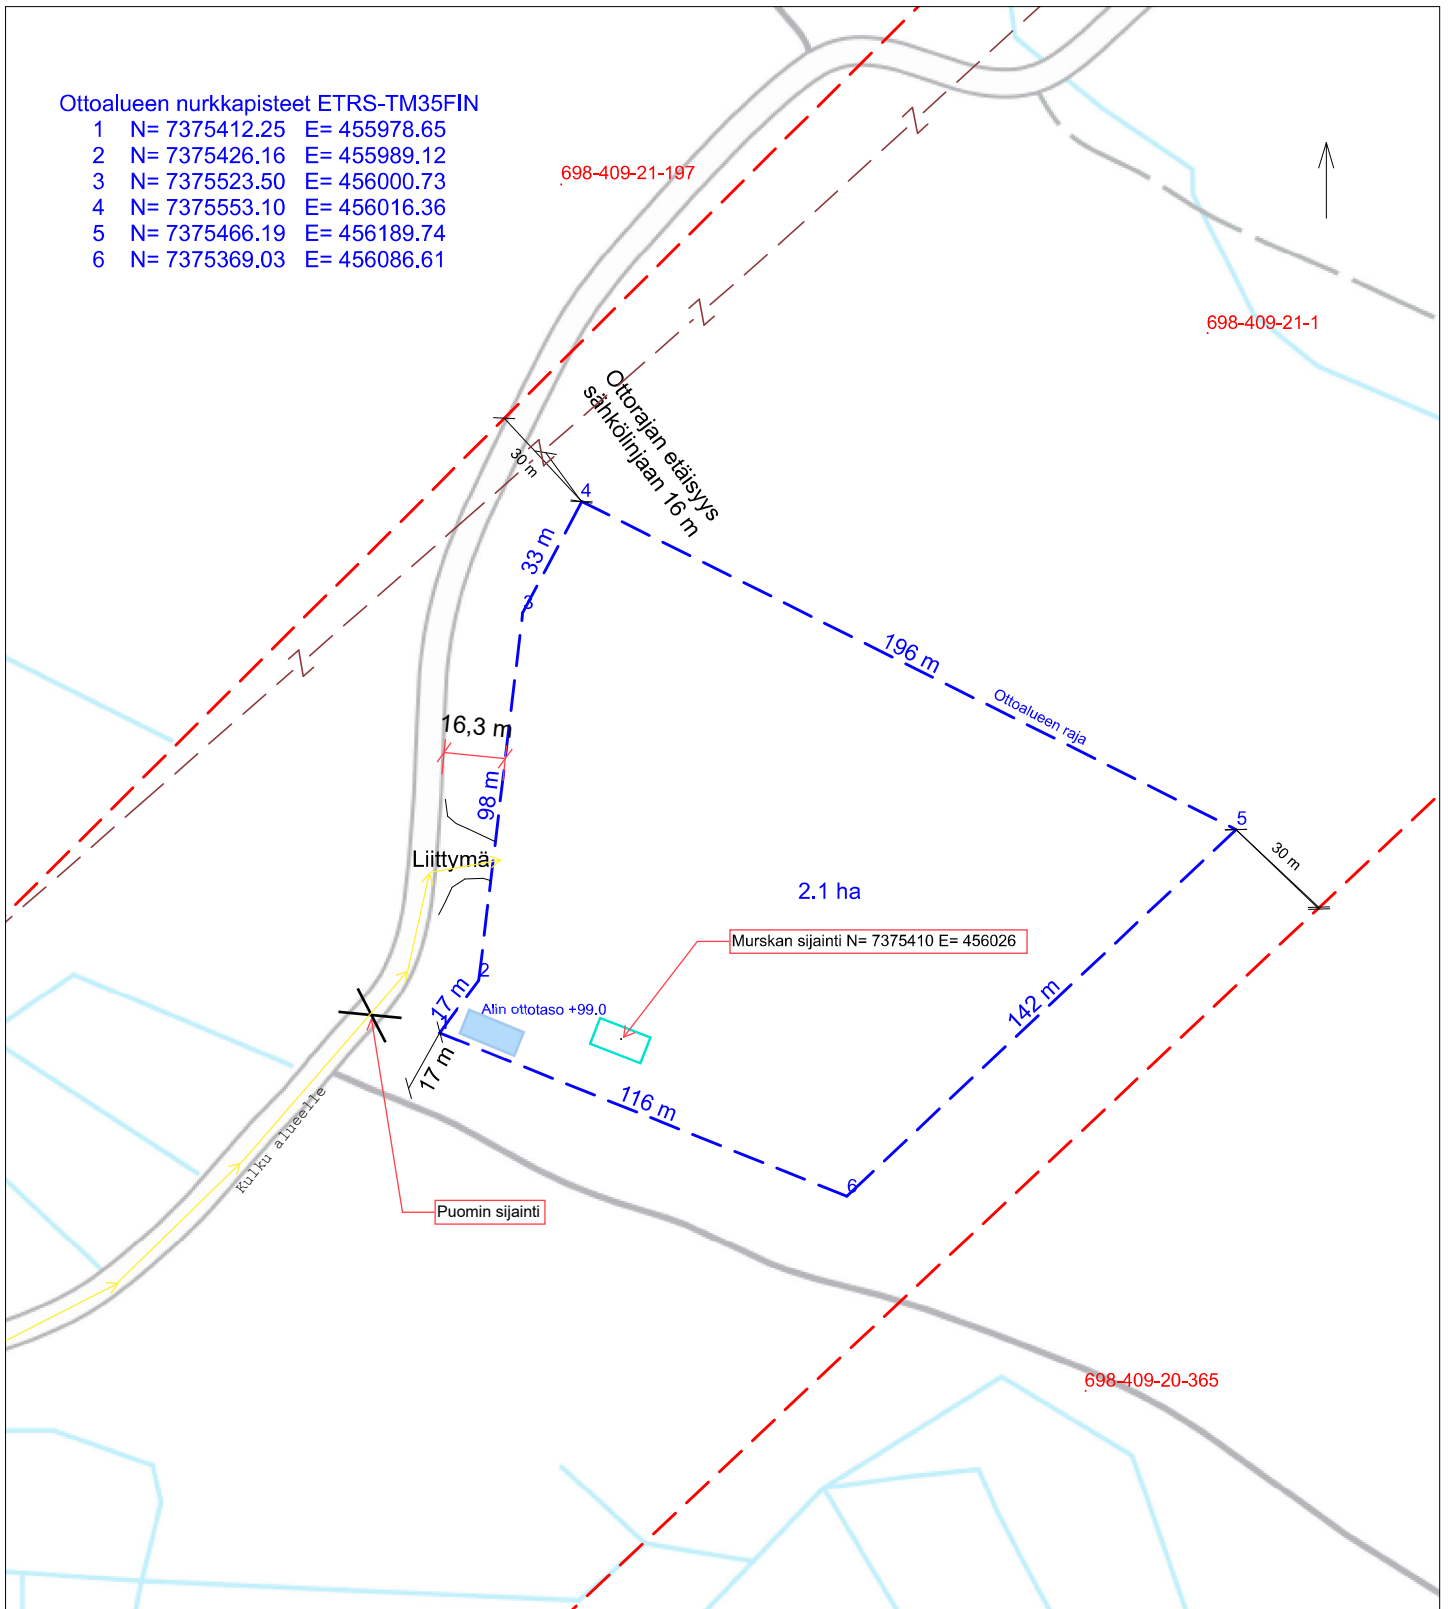 Ottoalueen nurkkapisteet ETRS-TM35FIN
1 N= 7375412.25 E= 455978.65
2 N= 7375426.16 E= 455989.12
3 N= 7375523.50 E= 456000.73
4 N= 7375553.10 E= 456016.36
5 N= 7375466.19 E= 456189.74
6 N= 7375369.03 E= 456086.61
698-409-21-197
698-409-21-1
Ottorajan etäisyys
sähkölinjaan 16 m
30 m
4
33 m
3
196 m
Ottoalueen raja
16,3 m
98 m
5
30 m
Liittymä
2.1 ha
Murskan sijainti N= 7375410 E= 456026
2
17 m
Alin ottotaso +99.0
1
142 m
17 m
116 m
Kulku alueelle
6
Puomin sijainti
698-409-20-365
Z
Z
Z
Z